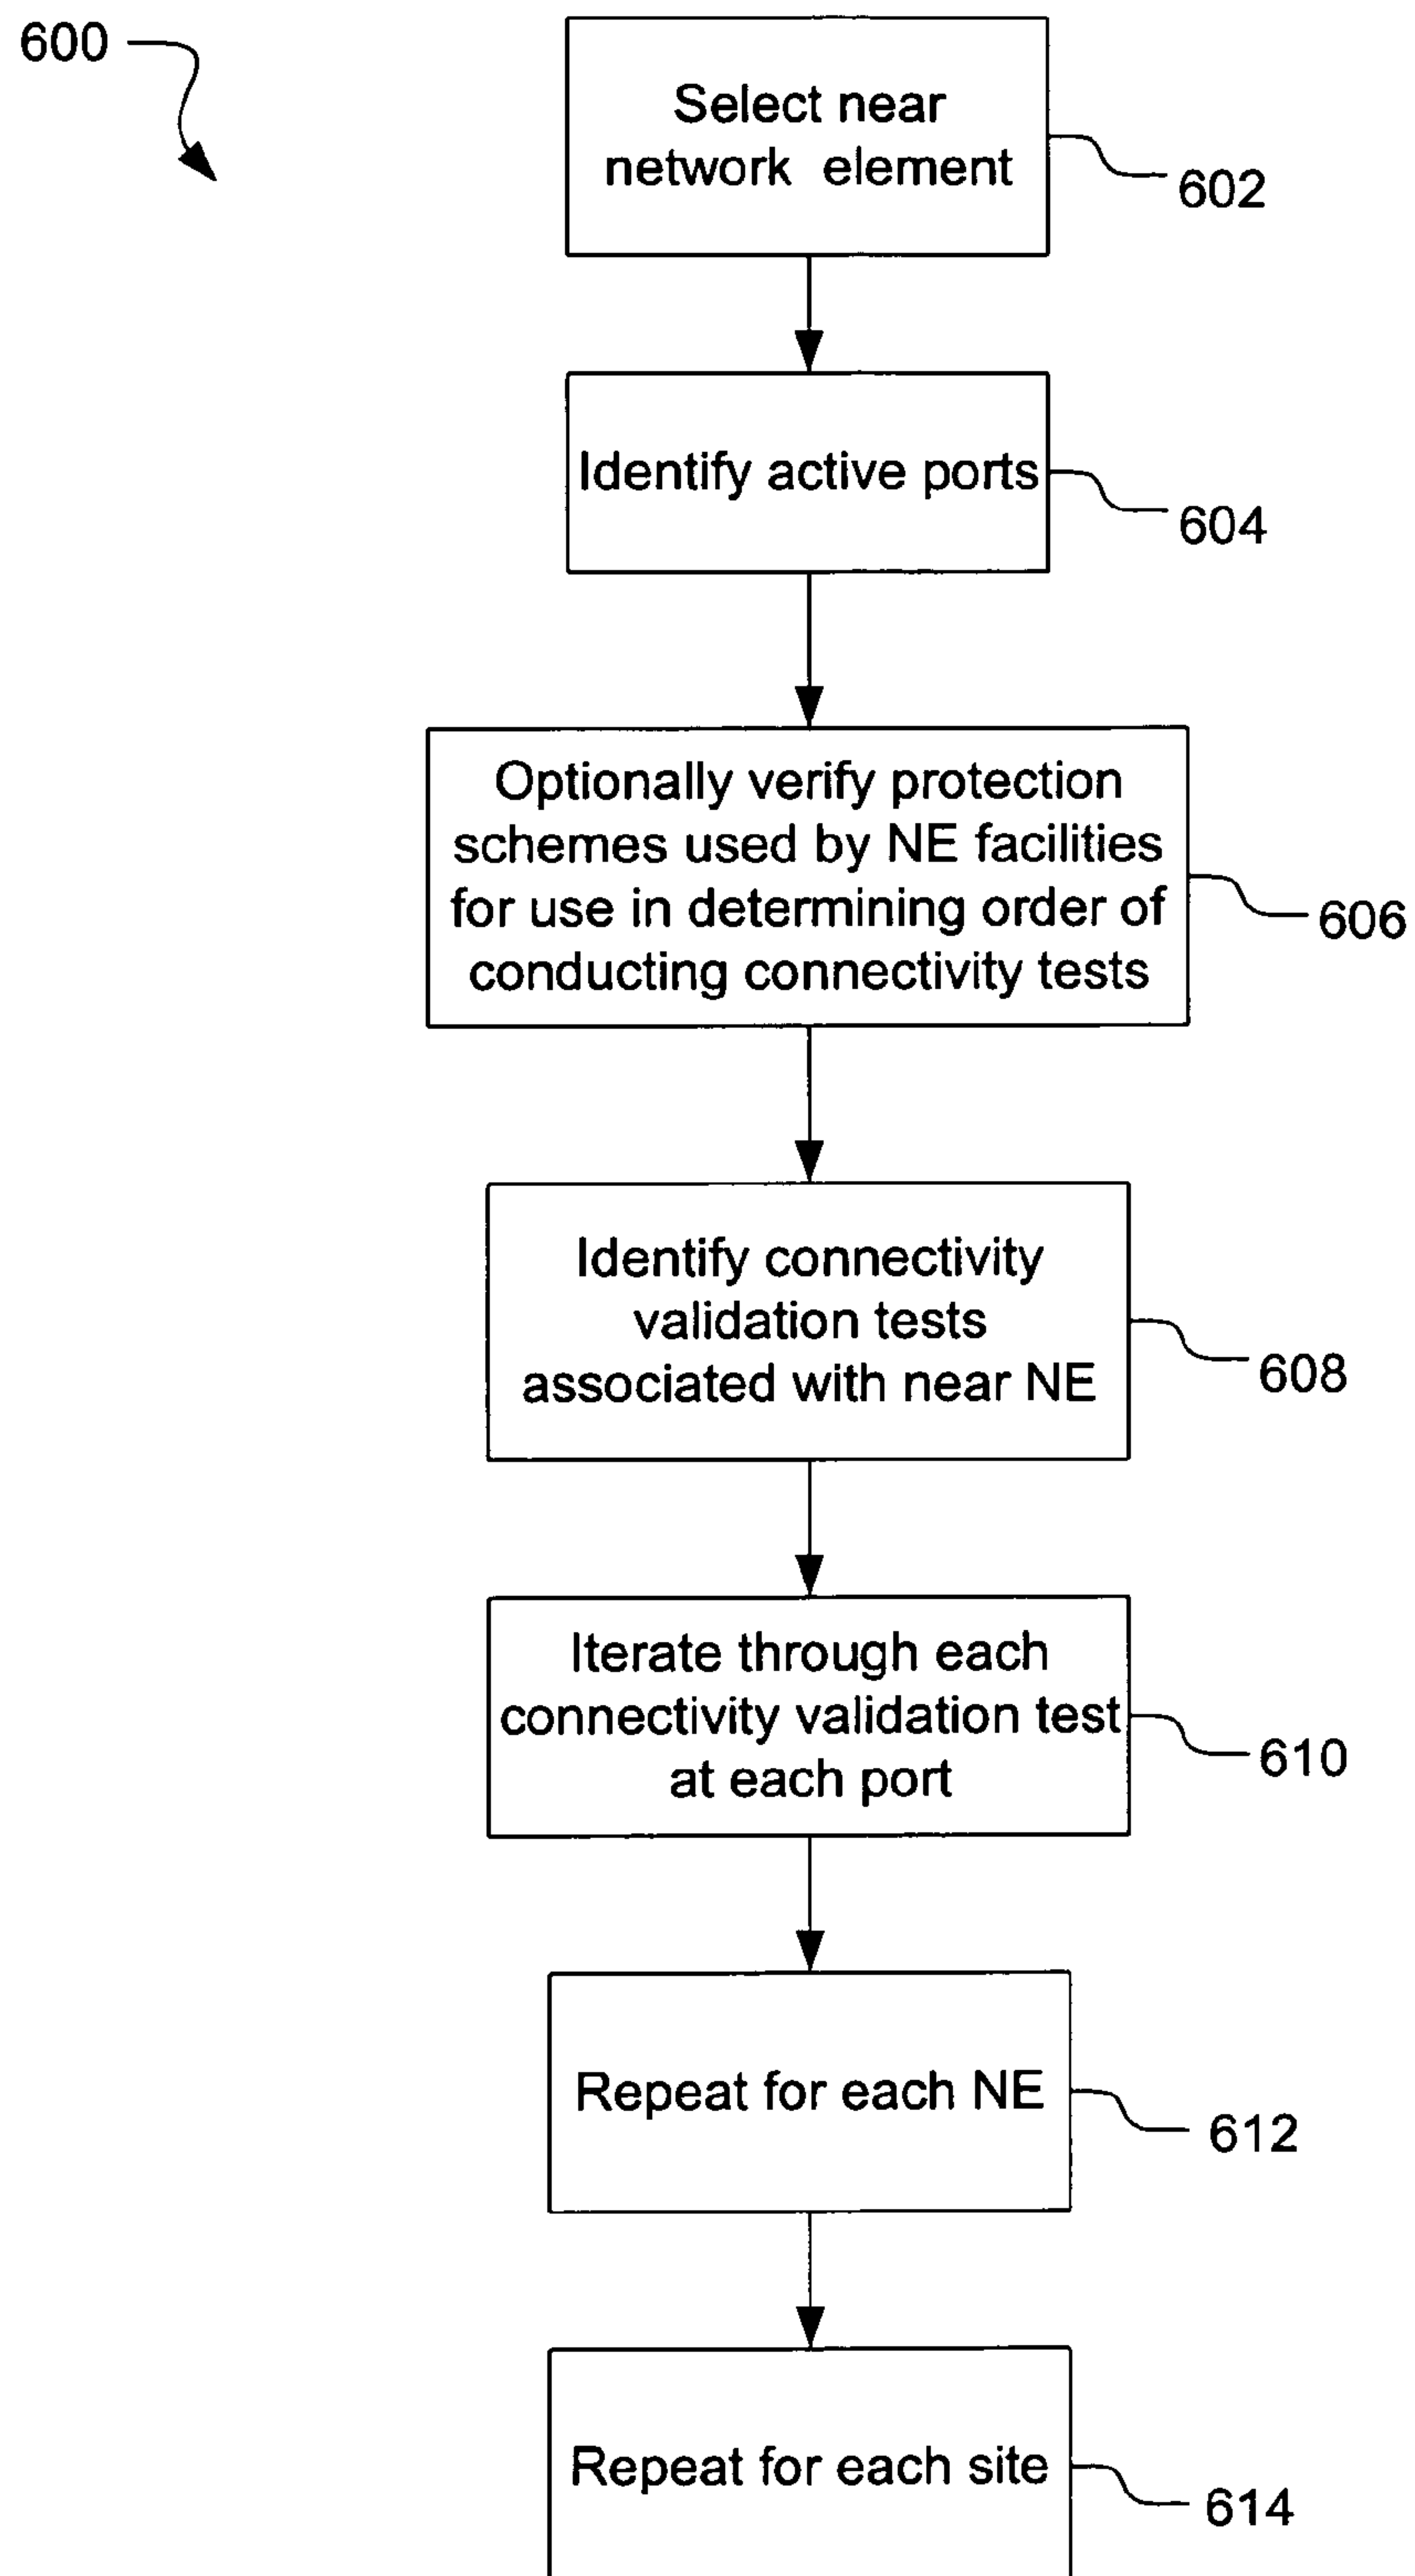 600
Select near
network element
602
Identify active ports
604
Optionally verify protection
schemes used by NE facilities
for use in determining order of
conducting connectivity tests
606
Identify connectivity
validation tests
associated with near NE
608
Iterate through each
connectivity validation test
at each port
610
Repeat for each NE
612
Repeat for each site
614